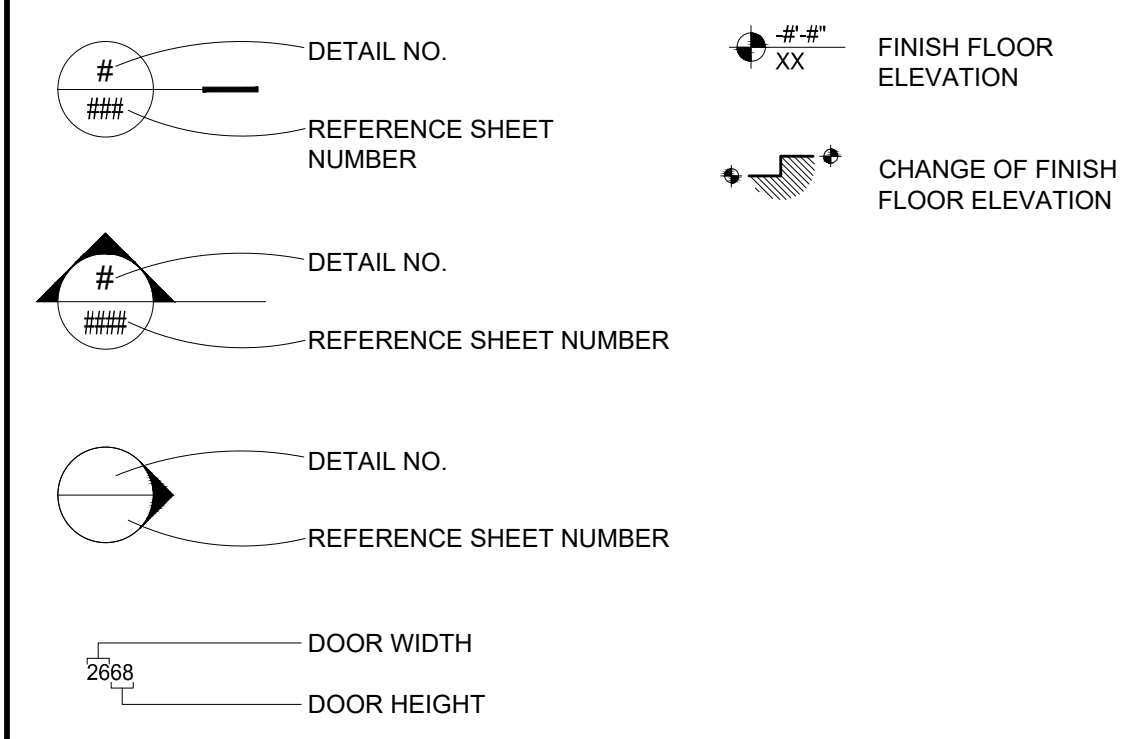 #
###
DETAIL NO.
REFERENCE SHEET
NUMBER
#
####
DETAIL NO.
REFERENCE SHEET NUMBER
DETAIL NO.
REFERENCE SHEET NUMBER
2668
DOOR WIDTH
DOOR HEIGHT
-#'-#"
XX
FINISH FLOOR
ELEVATION
CHANGE OF FINISH
FLOOR ELEVATION